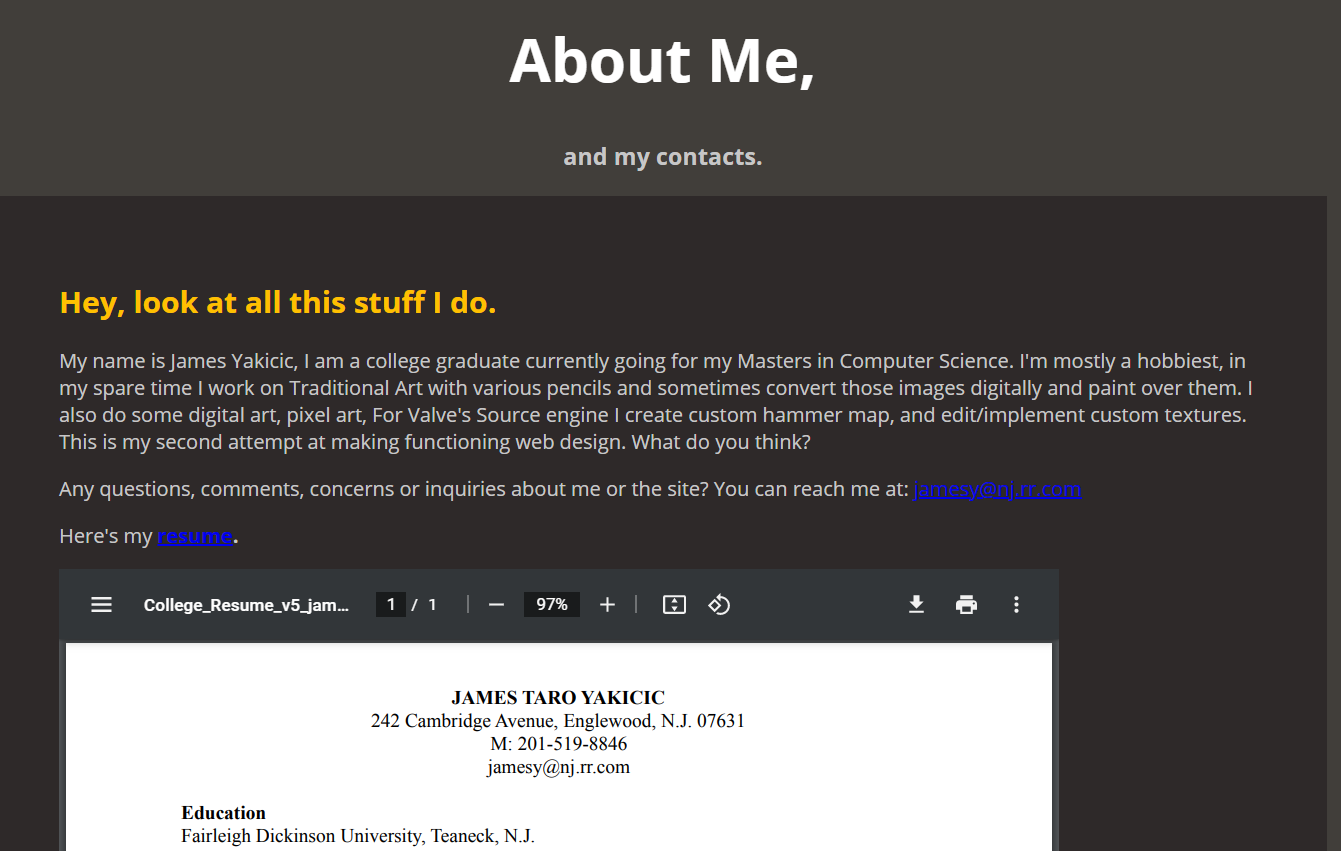 About Me,
and my contacts.
Hey, look at all this stuff I do.
My name is James Yakicic, I am a college graduate currently going for my Masters in Computer Science. I'm mostly a hobbiest, in
my spare time I work on Traditional Art with various pencils and sometimes convert those images digitally and paint over them. I
also do some digital art, pixel art, For Valve's Source engine I create custom hammer map, and edit/implement custom textures.
This is my second attempt at making functioning web design. What do you think?
Any questions, comments, concerns or inquiries about me or the site? You can reach me at: jamesy@nj.rr.com
Here's my resume.
College_Resume_v5_jam... 1 / 1 97%
JAMES TARO YAKICIC
242 Cambridge Avenue, Englewood, N.J. 07631
M: 201-519-8846
jamesy@nj.rr.com
Education
Fairleigh Dickinson University, Teaneck, N.J.